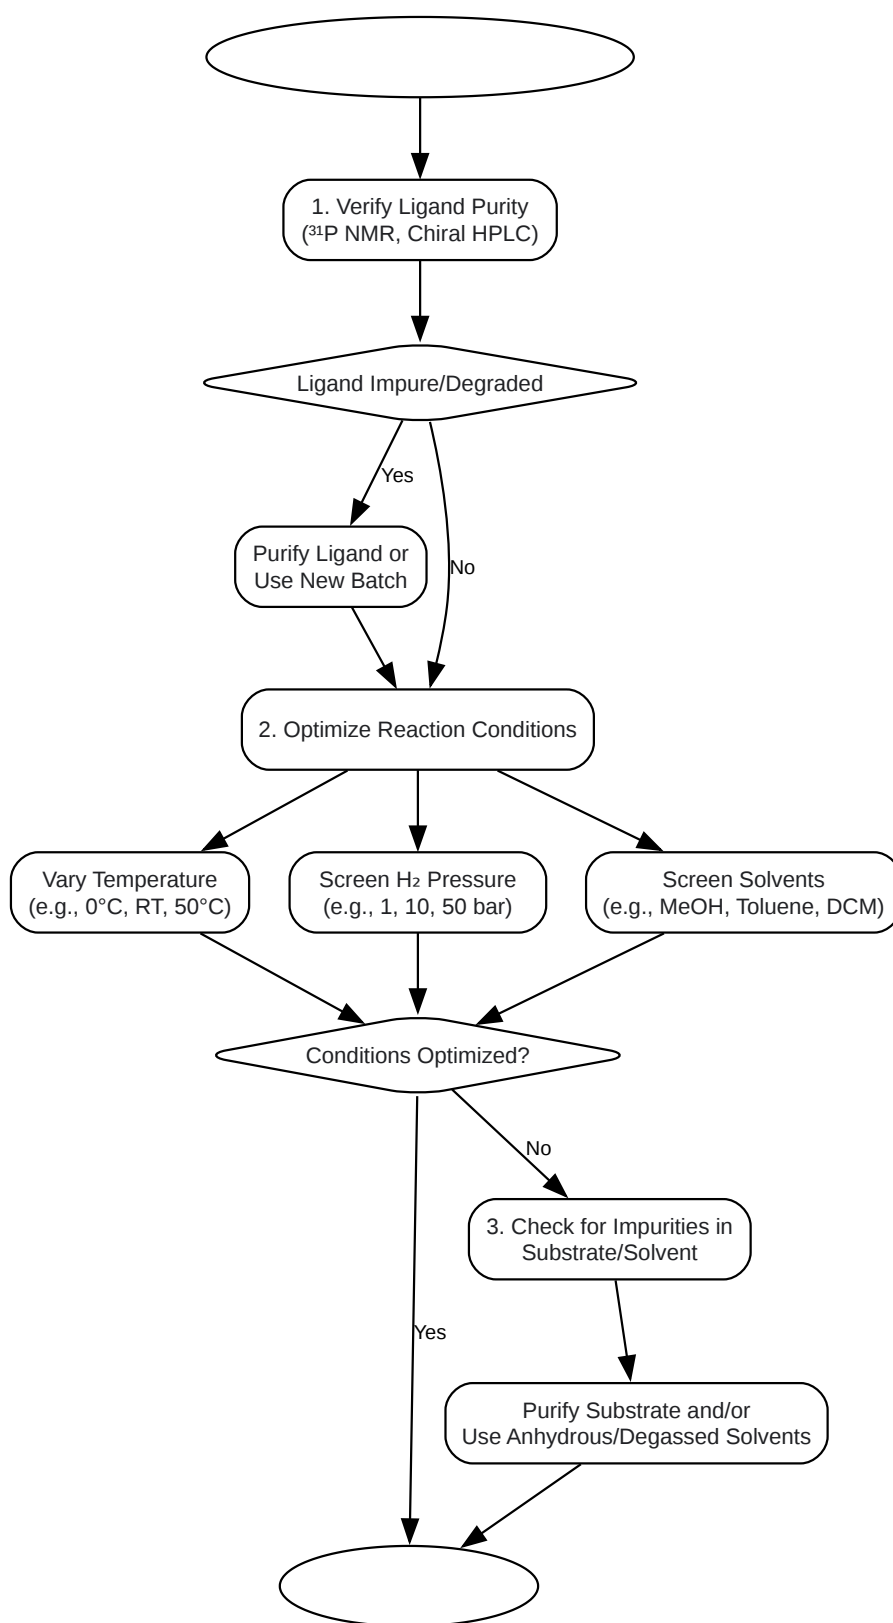 1. Verify Ligand Purity
(³¹P NMR, Chiral HPLC)
Ligand Impure/Degraded
Yes
Purify Ligand or
Use New Batch
No
2. Optimize Reaction Conditions
Vary Temperature
(e.g., 0°C, RT, 50°C)
Screen H₂ Pressure
(e.g., 1, 10, 50 bar)
Screen Solvents
(e.g., MeOH, Toluene, DCM)
Conditions Optimized?
No
3. Check for Impurities in
Substrate/Solvent
Yes
Purify Substrate and/or
Use Anhydrous/Degassed Solvents